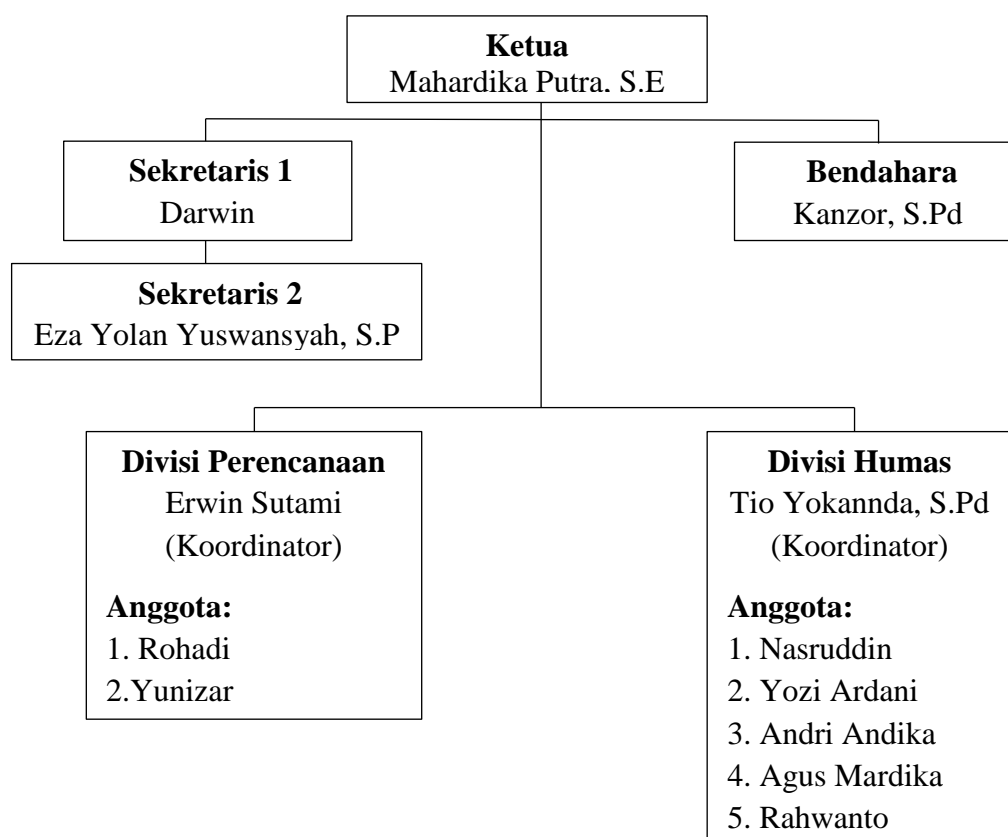 Ketua
Mahardika Putra, S.E
Sekretaris 1
Darwin
Bendahara
Kanzor, S.Pd
Sekretaris 2
Eza Yolan Yuswansyah, S.P
Divisi Perencanaan
Erwin Sutami
(Koordinator)
Anggota:
1. Rohadi
2.Yunizar
Divisi Humas
Tio Yokannda, S.Pd
(Koordinator)
Anggota:
1. Nasruddin
2. Yozi Ardani
3. Andri Andika
4. Agus Mardika
5. Rahwanto